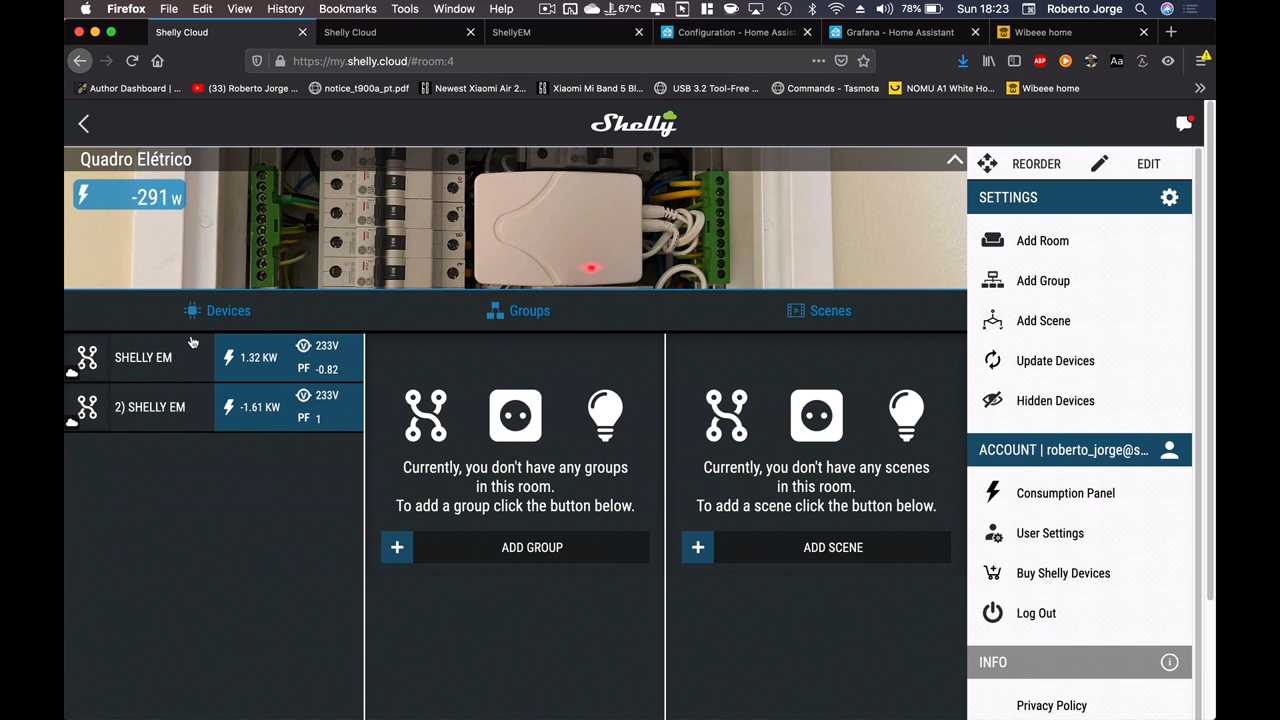 Firefox File Edit View History Bookmarks Tools Window Help 67°C 78% Sun 18:23 Roberto Jorge
Shelly Cloud Shelly Cloud ShellyEM Configuration - Home Assist Grafana - Home Assistant Wibeee home
https://my.shelly.cloud/#room:4 ABP Aa
Author Dashboard | ... (33) Roberto Jorge ... notice_t900a_pt.pdf Newest Xiaomi Air 2... Xiaomi Mi Band 5 Bl... USB 3.2 Tool-Free ... Commands - Tasmota NOMU A1 White Ho... Wibeee home
Shelly
Quadro Elétrico
-291 W
REORDER EDIT
SETTINGS
Add Room
Add Group
Add Scene
Update Devices
Hidden Devices
ACCOUNT | roberto_jorge@s...
Consumption Panel
User Settings
Buy Shelly Devices
Log Out
INFO
Privacy Policy
Devices Groups Scenes
SHELLY EM 1.32 KW V 233V
PF -0.82
2) SHELLY EM -1.61 KW V 233V
PF 1
Currently, you don't have any groups
in this room.
To add a group click the button below.
+ ADD GROUP
Currently, you don't have any scenes
in this room.
To add a scene click the button below.
+ ADD SCENE